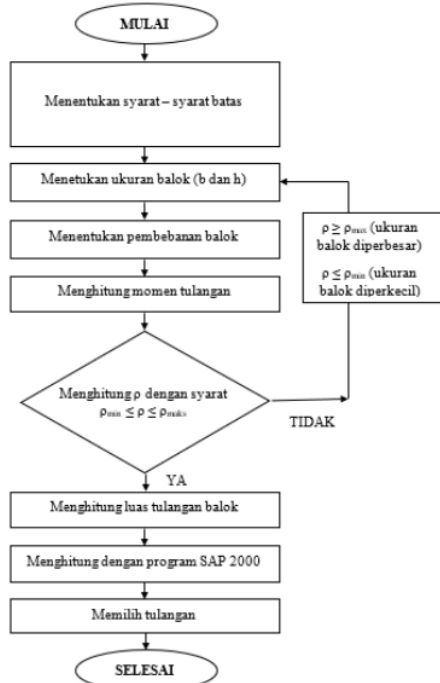 MULAI
Menentukan syarat – syarat batas
Menetukan ukuran balok (b dan h)
Menentukan pembebanan balok
Menghitung momen tulangan
ρ ≥ ρmax (ukuran
balok diperbesar)
ρ ≤ ρmin (ukuran
balok diperkecil)
Menghitung ρ dengan syarat
ρmin ≤ ρ ≤ ρmaks
TIDAK
YA
Menghitung luas tulangan balok
Menghitung dengan program SAP 2000
Memilih tulangan
SELESAI